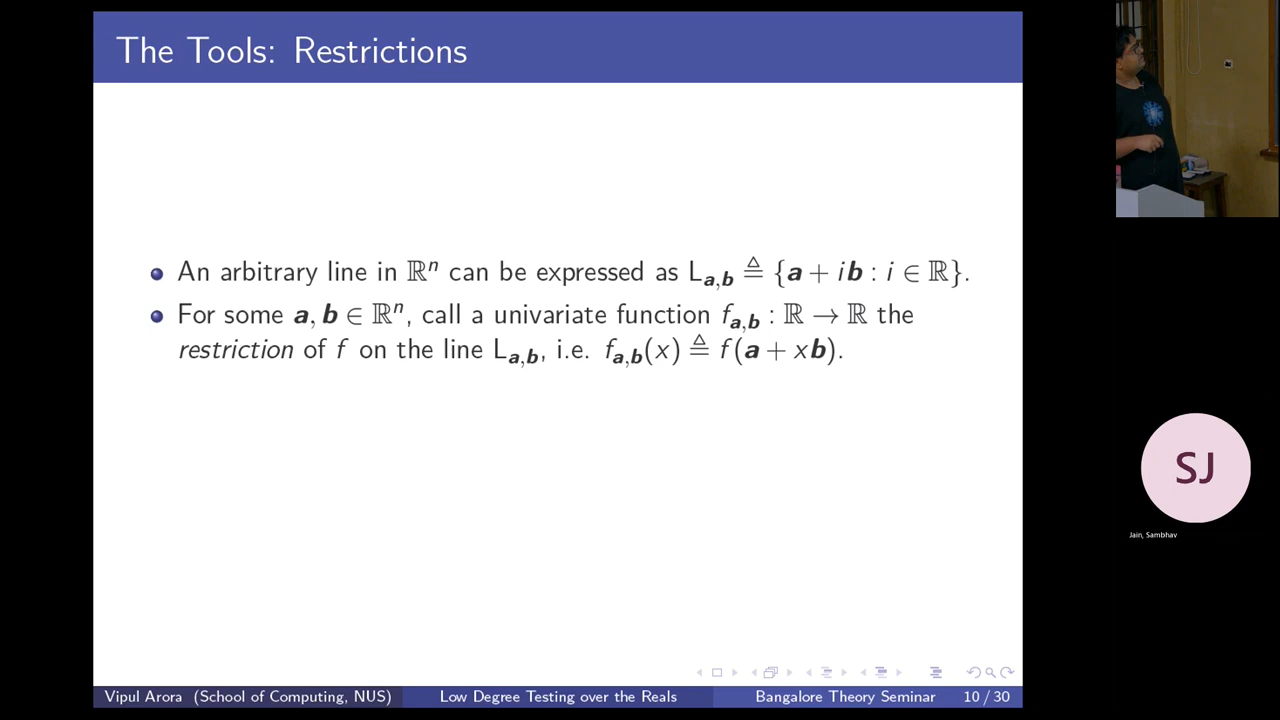 The Tools: Restrictions
An arbitrary line in ℝⁿ can be expressed as L_{a,b} ≜ {a + ib : i ∈ ℝ}.
For some a, b ∈ ℝⁿ, call a univariate function f_{a,b} : ℝ → ℝ the
restriction of f on the line L_{a,b}, i.e. f_{a,b}(x) ≜ f(a + xb).
SJ
Jain, Sambhav
Vipul Arora (School of Computing, NUS) Low Degree Testing over the Reals Bangalore Theory Seminar 10 / 30